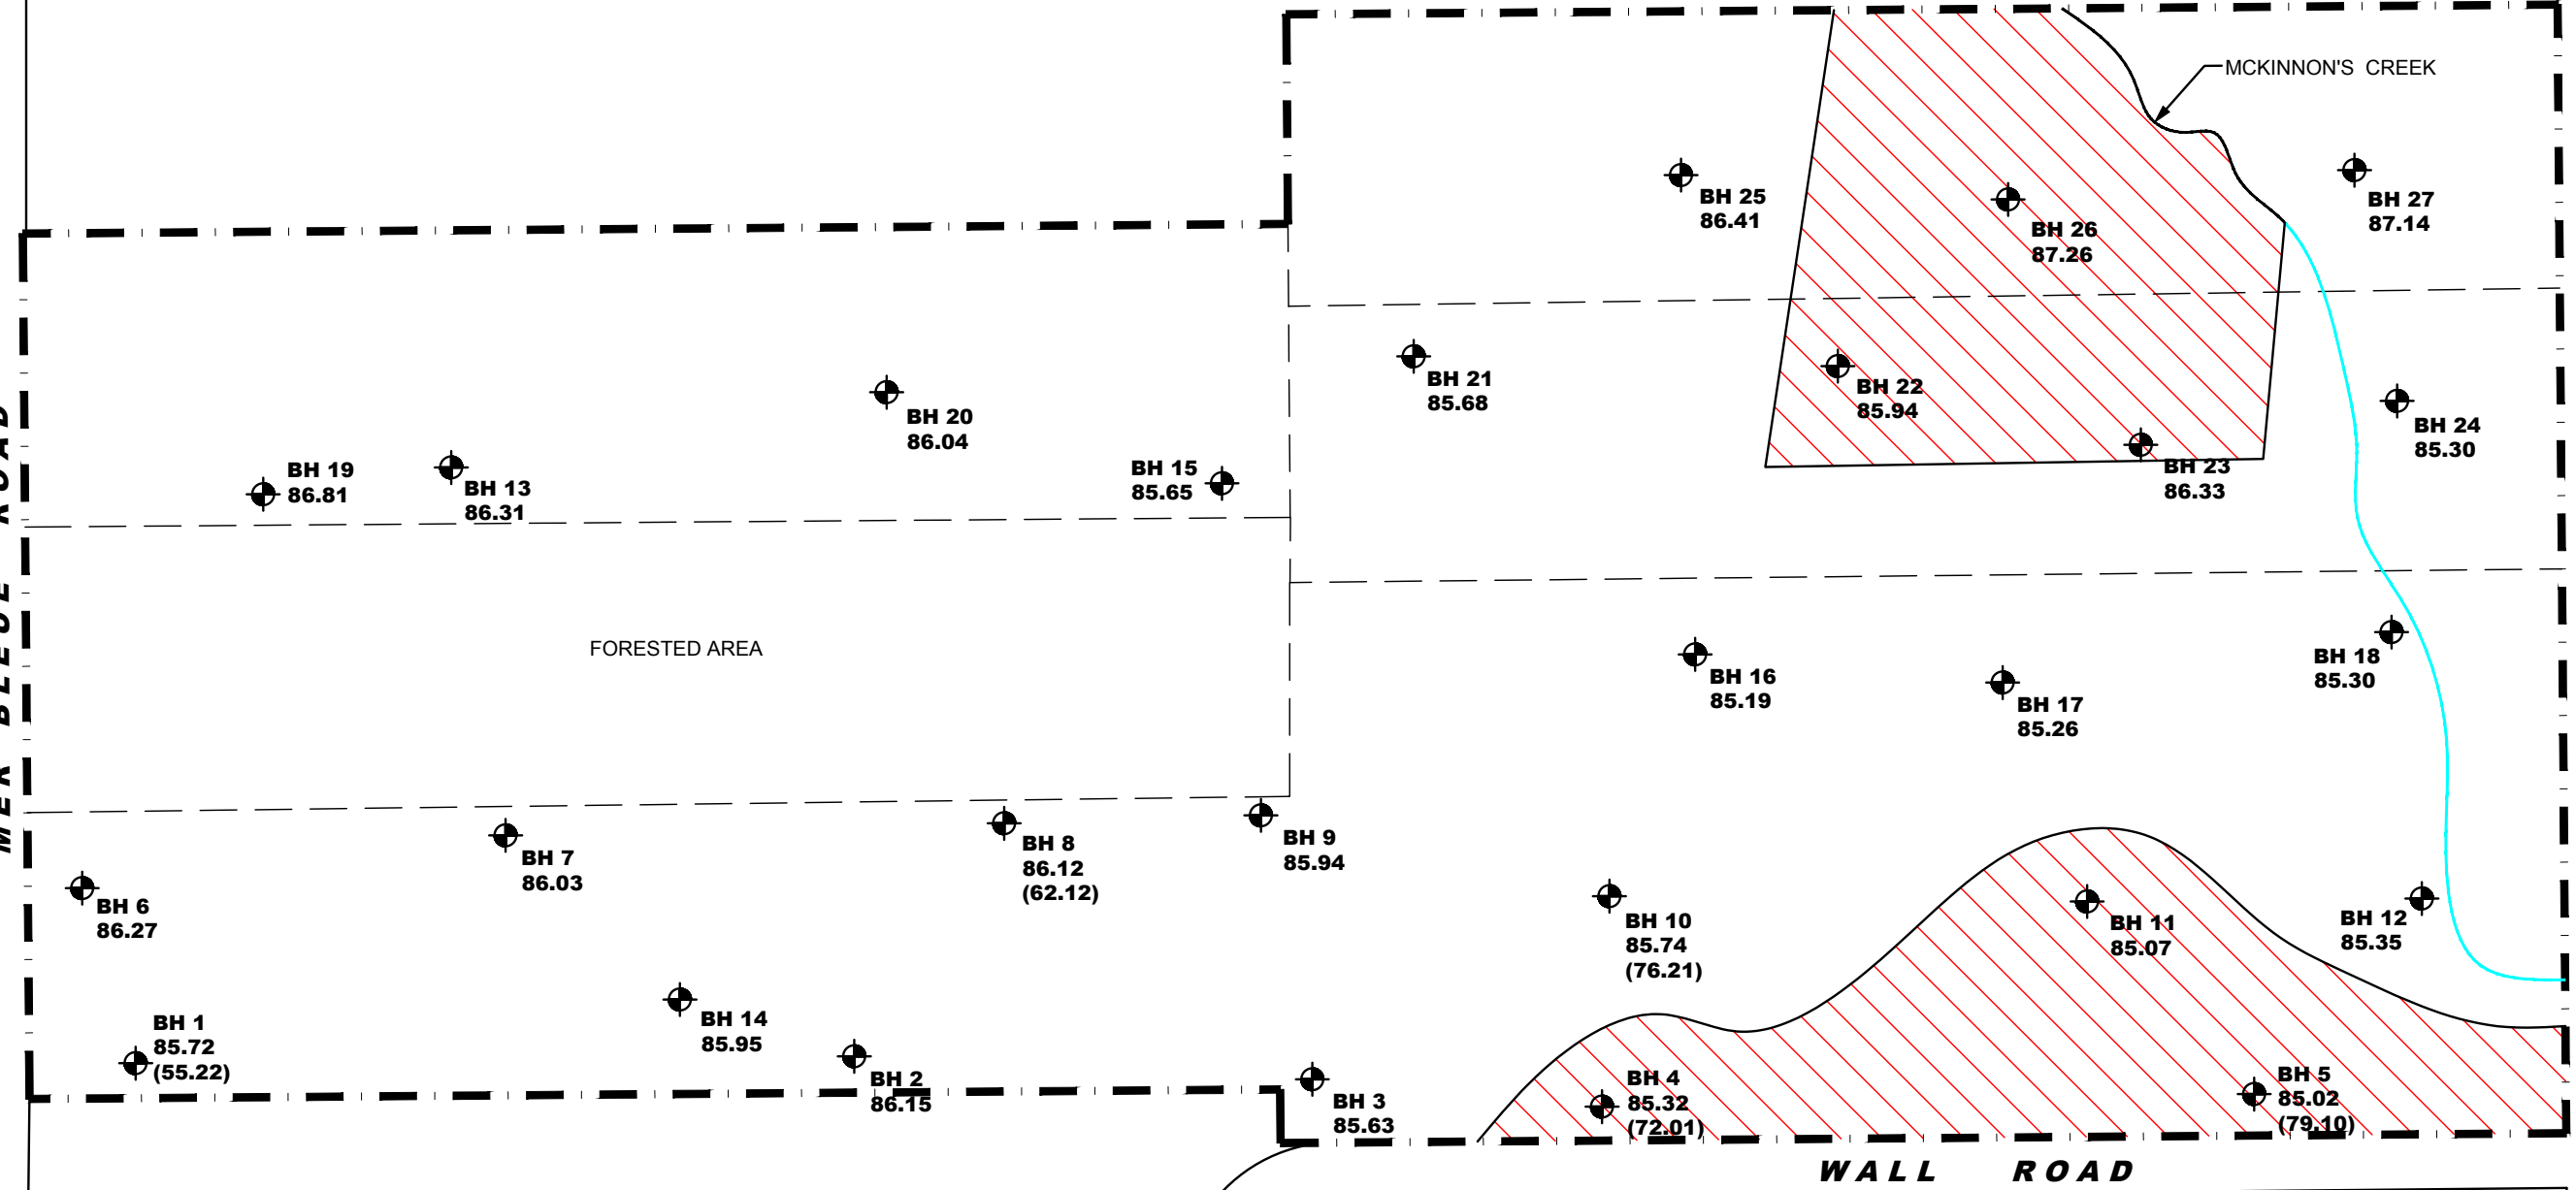 MCKINNON'S CREEK
BH 25
86.41
BH 26
87.26
BH 27
87.14
BH 21
85.68
BH 22
85.94
BH 24
85.30
BH 20
86.04
BH 19
86.81
BH 13
86.31
BH 15
85.65
BH 23
86.33
FORESTED AREA
BH 16
85.19
BH 17
85.26
BH 18
85.30
MER BLEUE ROAD
BH 7
86.03
BH 8
86.12
(62.12)
BH 9
85.94
BH 6
86.27
BH 10
85.74
(76.21)
BH 11
85.07
BH 12
85.35
BH 1
85.72
(55.22)
BH 14
85.95
BH 2
86.15
BH 3
85.63
BH 4
85.32
(72.01)
BH 5
85.02
(79.10)
WALL ROAD